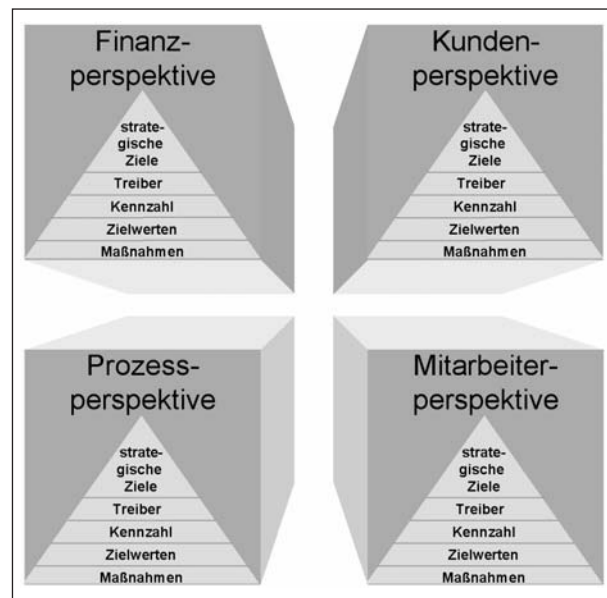 Finanz-
perspektive
strate-
gische
Ziele
Treiber
Kennzahl
Zielwerten
Maßnahmen
Kunden-
perspektive
strate-
gische
Ziele
Treiber
Kennzahl
Zielwerten
Maßnahmen
Prozess-
perspektive
strate-
gische
Ziele
Treiber
Kennzahl
Zielwerten
Maßnahmen
Mitarbeiter-
perspektive
strate-
gische
Ziele
Treiber
Kennzahl
Zielwerten
Maßnahmen